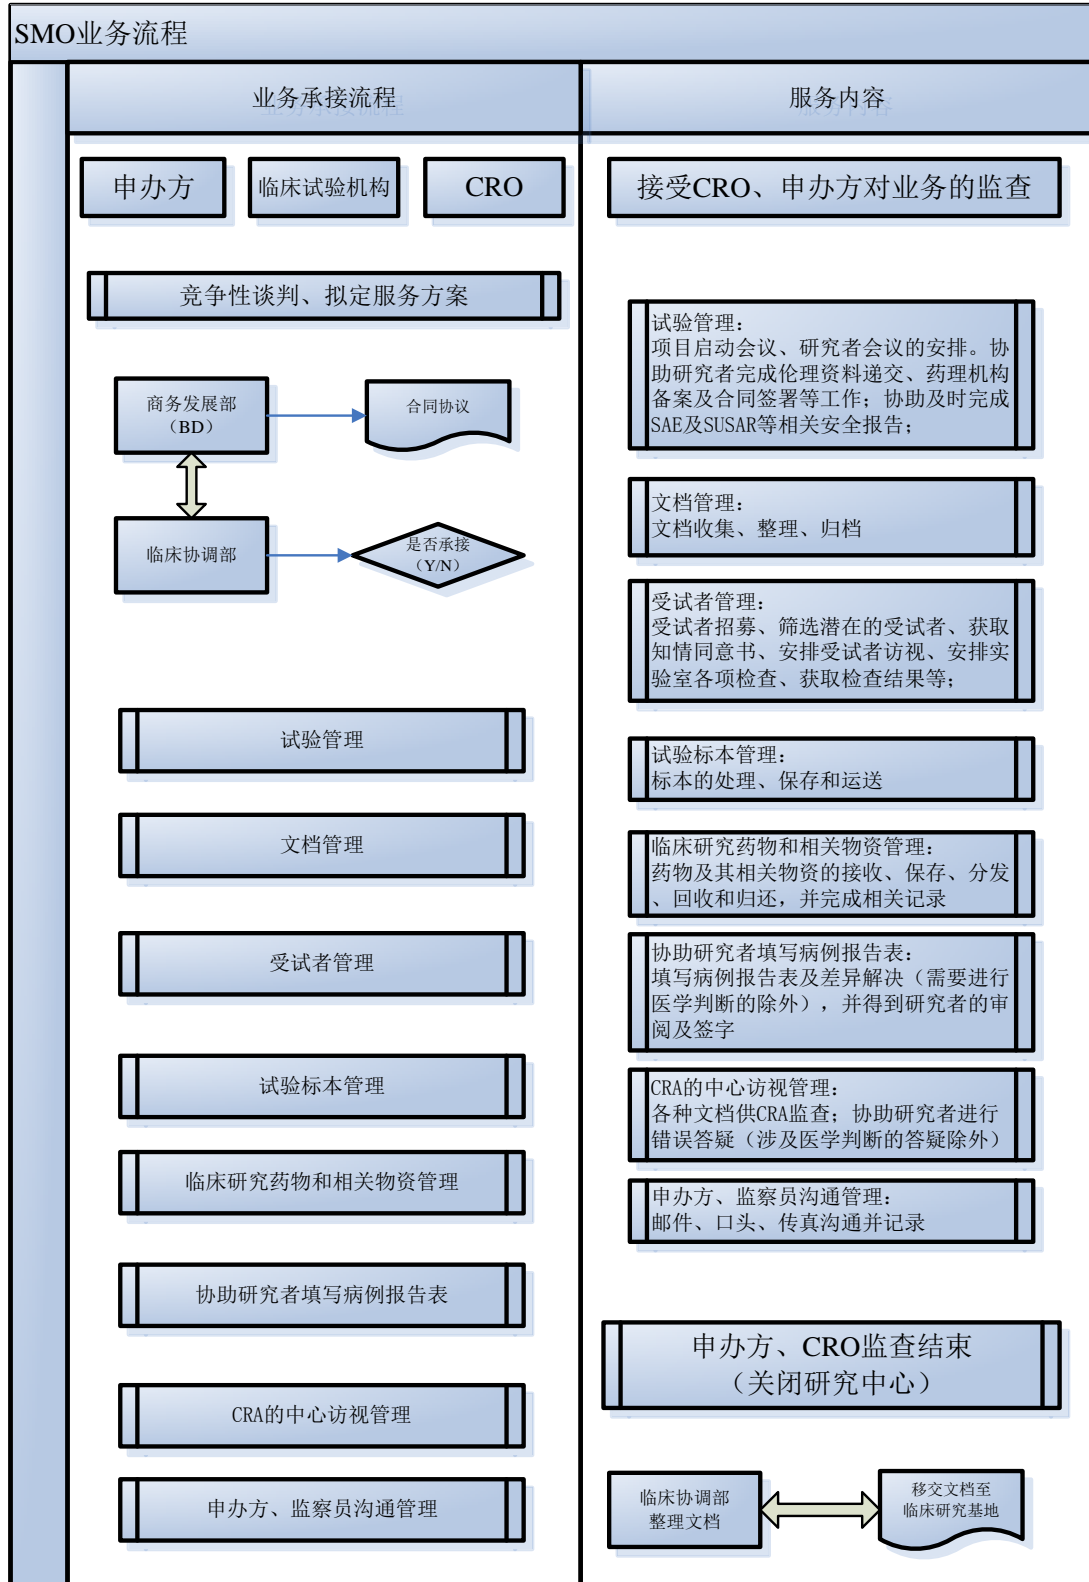 SMO业务流程
业务承接流程
申办方
临床试验机构
CRO
竞争性谈判、拟定服务方案
商务发展部
（BD）
合同协议
临床协调部
是否承接
（Y/N）
试验管理
文档管理
受试者管理
试验标本管理
临床研究药物和相关物资管理
协助研究者填写病例报告表
CRA的中心访视管理
申办方、监察员沟通管理
服务内容
接受CRO、申办方对业务的监查
试验管理：
项目启动会议、研究者会议的安排。协
助研究者完成伦理资料递交、药理机构
备案及合同签署等工作；协助及时完成
SAE及SUSAR等相关安全报告；
文档管理：
文档收集、整理、归档
受试者管理：
受试者招募、筛选潜在的受试者、获取
知情同意书、安排受试者访视、安排实
验室各项检查、获取检查结果等；
试验标本管理：
标本的处理、保存和运送
临床研究药物和相关物资管理：
药物及其相关物资的接收、保存、分发
、回收和归还，并完成相关记录
协助研究者填写病例报告表：
填写病例报告表及差异解决（需要进行
医学判断的除外），并得到研究者的审
阅及签字
CRA的中心访视管理：
各种文档供CRA监查；协助研究者进行
错误答疑（涉及医学判断的答疑除外）
申办方、监察员沟通管理：
邮件、口头、传真沟通并记录
申办方、CRO监查结束
（关闭研究中心）
临床协调部
整理文档
移交文档至
临床研究基地